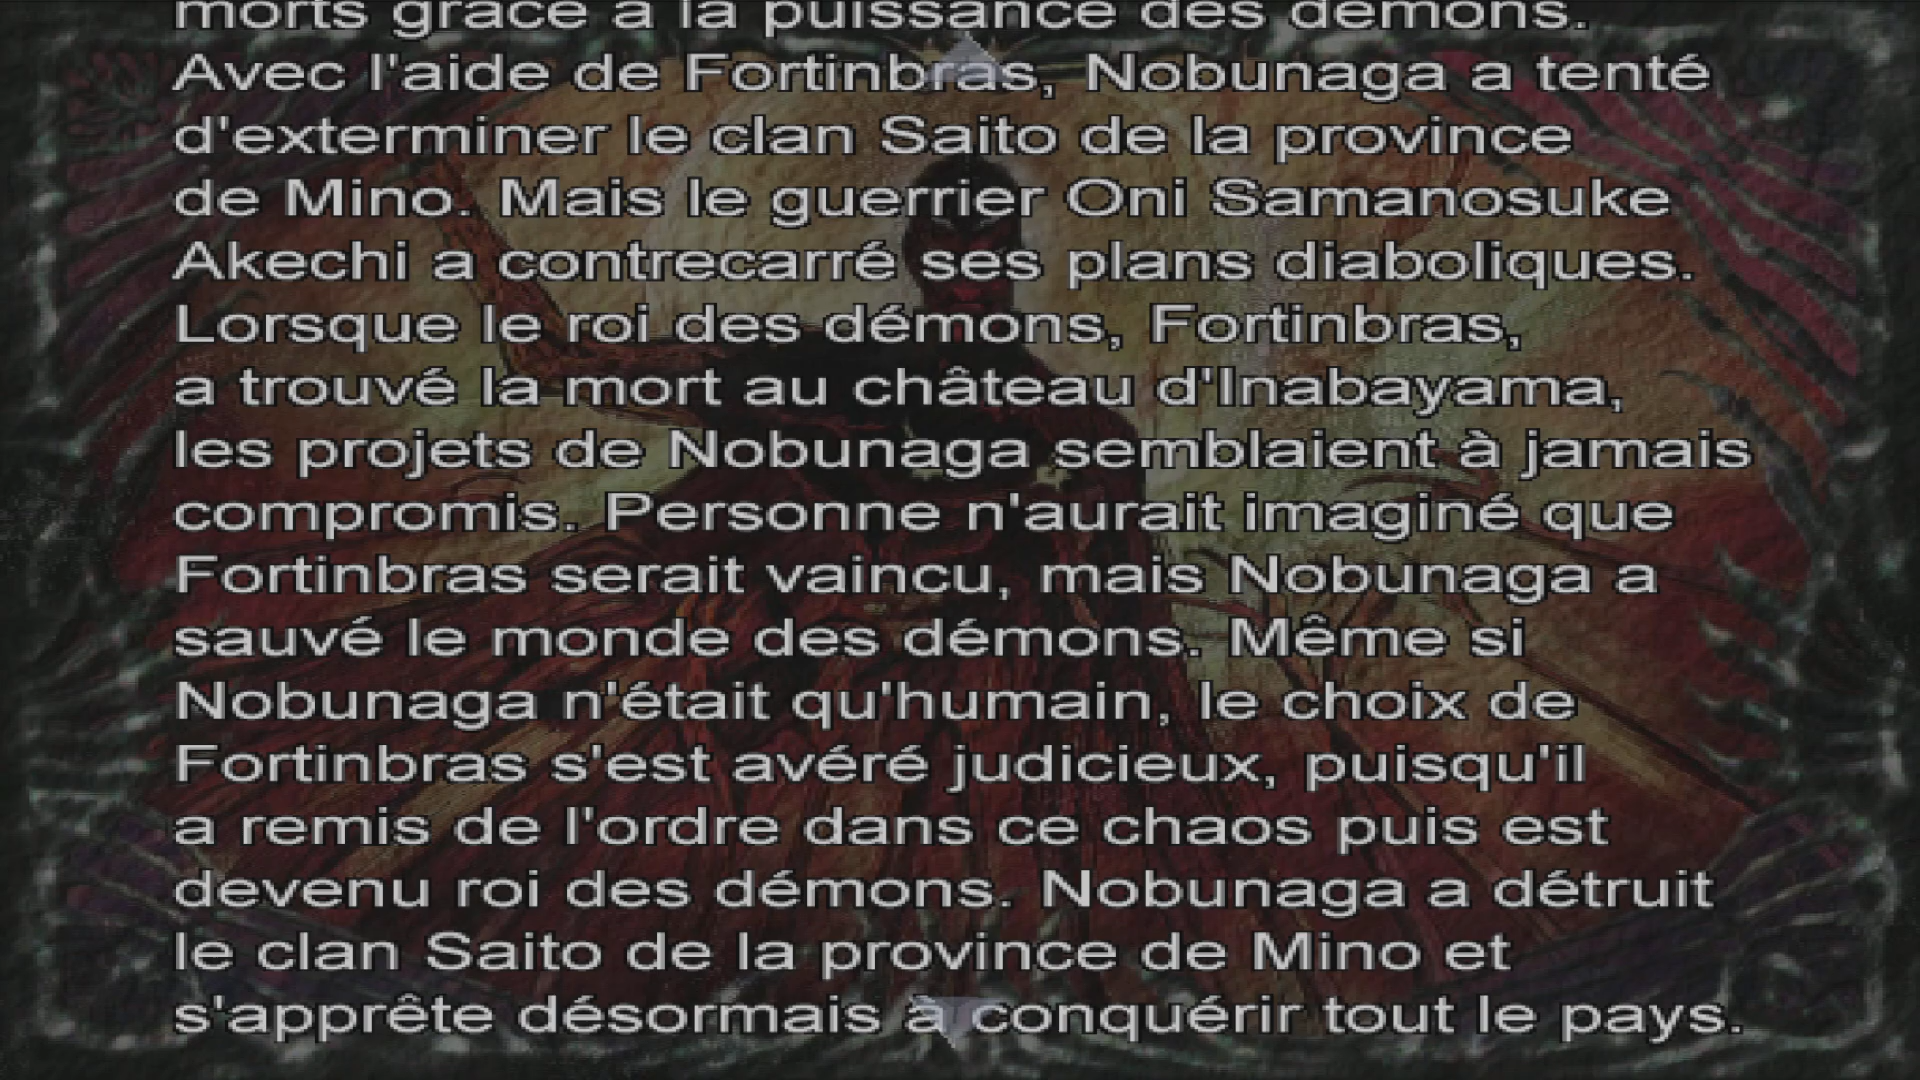 morts grâce à la puissance des démons.
Avec l'aide de Fortinbras, Nobunaga a tenté
d'exterminer le clan Saito de la province
de Mino. Mais le guerrier Oni Samanosuke
Akechi a contrecarré ses plans diaboliques.
Lorsque le roi des démons, Fortinbras,
a trouvé la mort au château d'Inabayama,
les projets de Nobunaga semblaient à jamais
compromis. Personne n'aurait imaginé que
Fortinbras serait vaincu, mais Nobunaga a
sauvé le monde des démons. Même si
Nobunaga n'était qu'humain, le choix de
Fortinbras s'est avéré judicieux, puisqu'il
a remis de l'ordre dans ce chaos puis est
devenu roi des démons. Nobunaga a détruit
le clan Saito de la province de Mino et
s'apprête désormais à conquérir tout le pays.